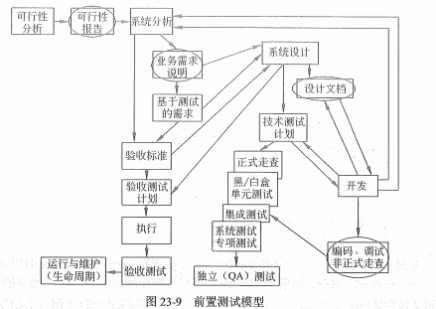 可行性
分析
可行性
报告
系统分析
业务需求
说明
系统设计
基于测试
的需求
设计文档
技术测试
计划
验收标准
正式走查
验收测试
计划
黑/白盒
单元测试
开发
集成测试
执行
系统测试
专项测试
编码、调试
非正式走查
运行与维护
(生命周期)
验收测试
独立(QA)测试
图 23-9 前置测试模型